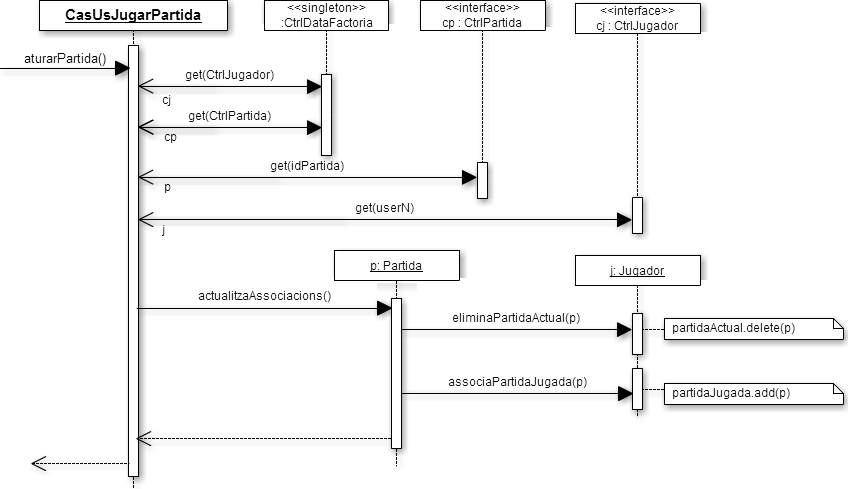 CasUsJugarPartida
<<singleton>>
:CtrlDataFactoria
<<interface>>
cp : CtrlPartida
<<interface>>
cj : CtrlJugador
aturarPartida()
get(CtrlJugador)
cj
get(CtrlPartida)
cp
get(idPartida)
p
get(userN)
j
p: Partida
j: Jugador
actualitzaAssociacions()
eliminaPartidaActual(p)
partidaActual.delete(p)
associaPartidaJugada(p)
partidaJugada.add(p)